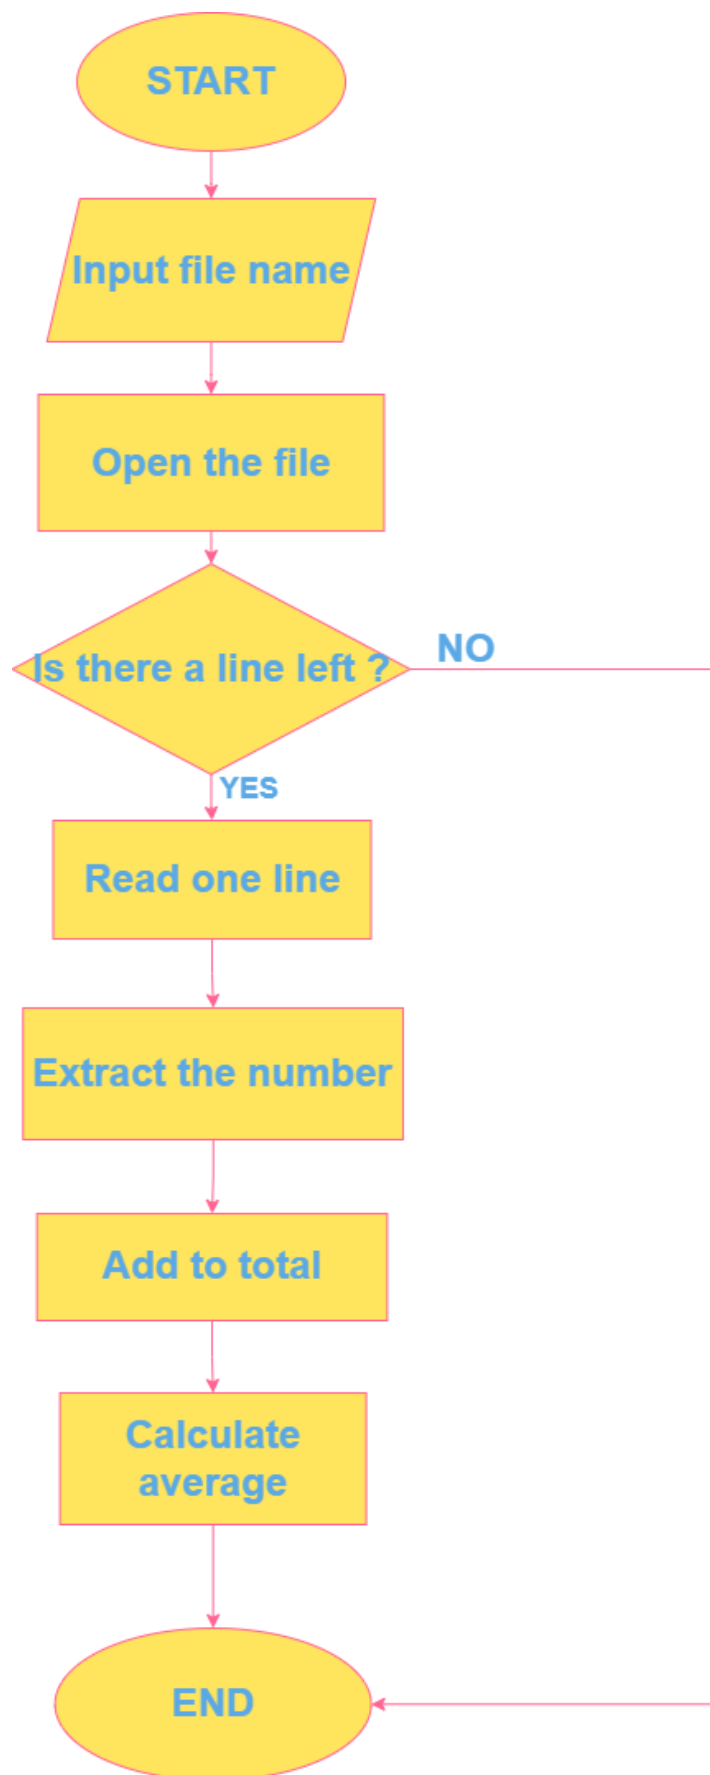 START
Input file name
Open the file
Is there a line left ?
NO
YES
Read one line
Extract the number
Add to total
Calculate
average
END